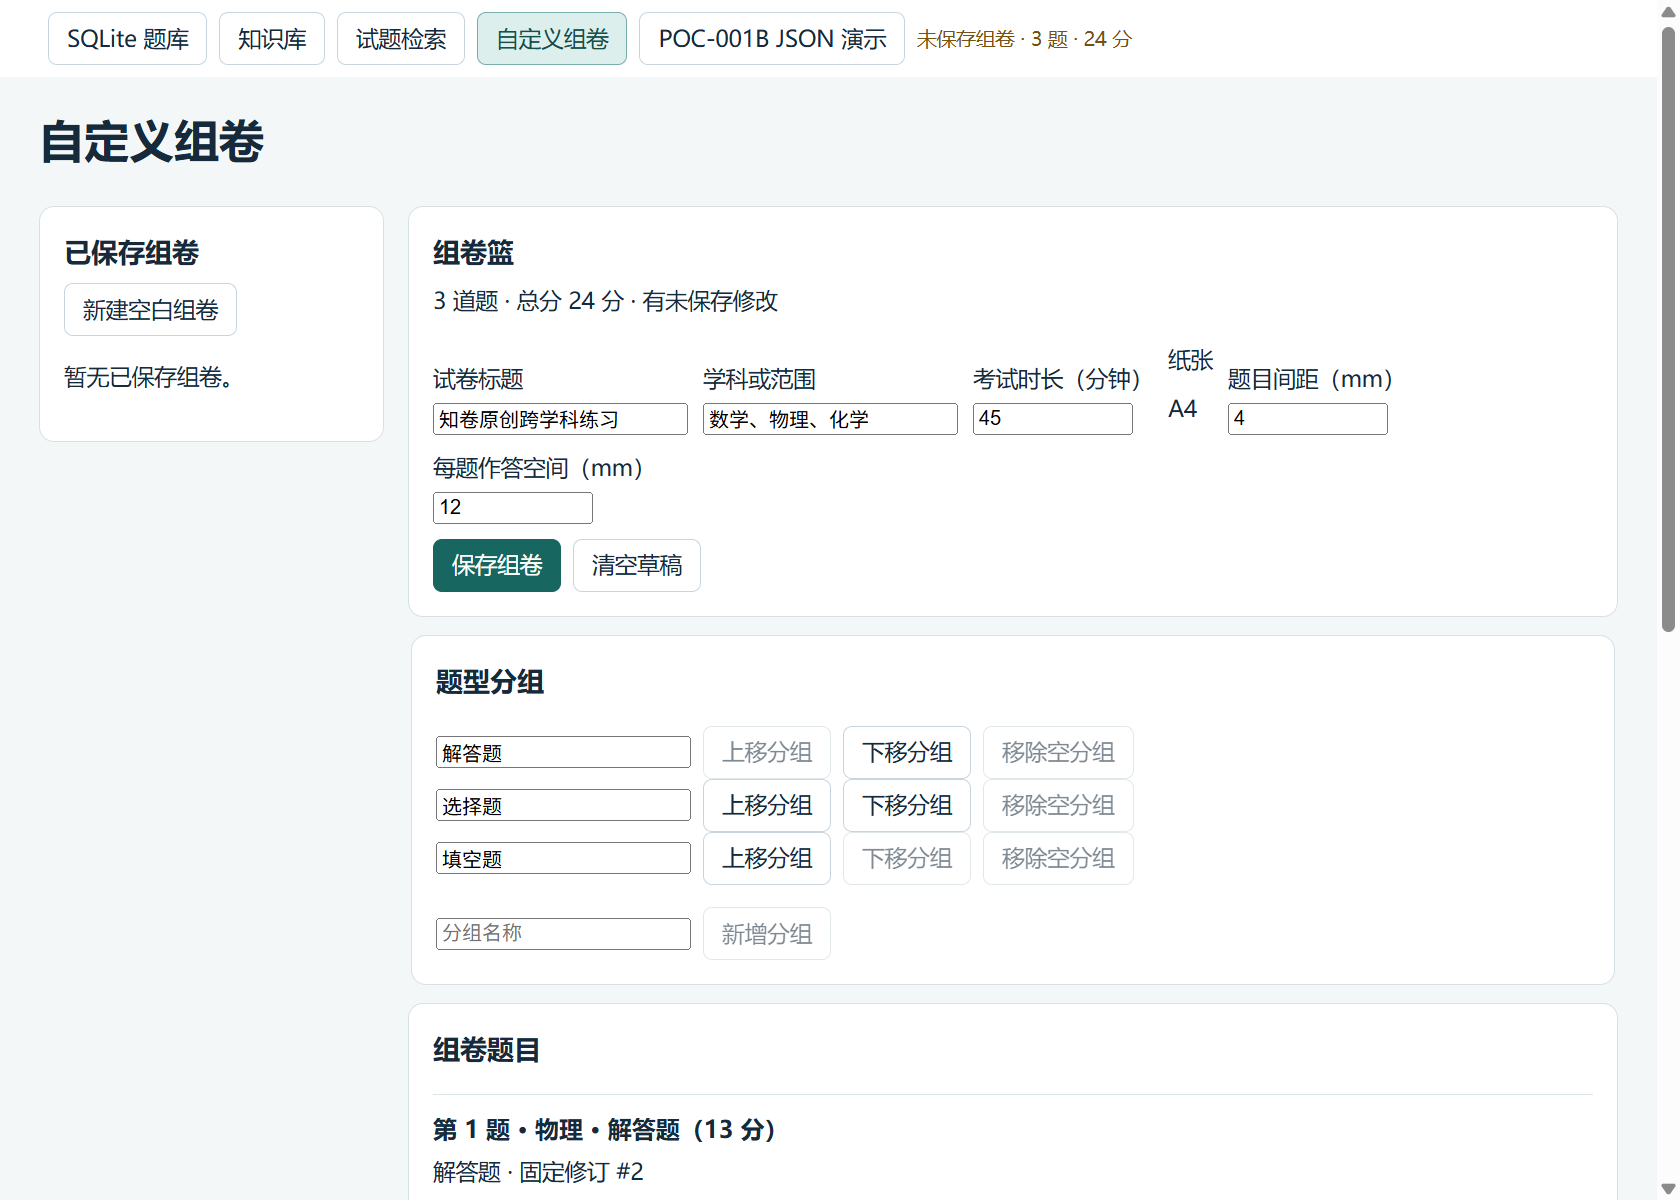 SQLite 题库 知识库 试题检索 自定义组卷 POC-001B JSON 演示 未保存组卷 · 3 题 · 24 分
自定义组卷
已保存组卷
新建空白组卷
暂无已保存组卷。
组卷篮
3 道题 · 总分 24 分 · 有未保存修改
试卷标题 学科或范围 考试时长（分钟） 纸张 题目间距（mm）
知卷原创跨学科练习 数学、物理、化学 45 A4 4
每题作答空间（mm）
12
保存组卷 清空草稿
题型分组
解答题 上移分组 下移分组 移除空分组
选择题 上移分组 下移分组 移除空分组
填空题 上移分组 下移分组 移除空分组
分组名称 新增分组
组卷题目
第 1 题 • 物理 • 解答题（13 分）
解答题 · 固定修订 #2